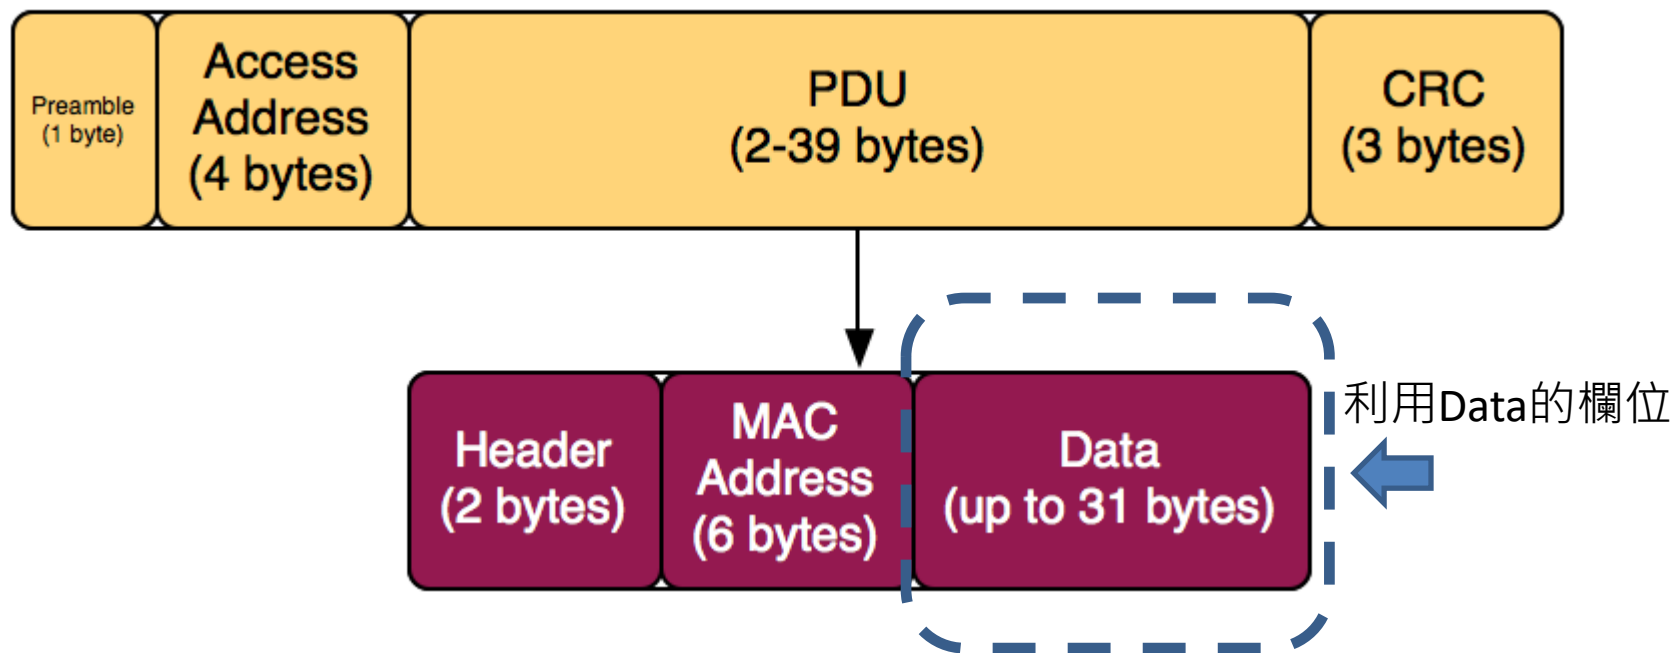 Preamble
(1 byte)
Access
Address
(4 bytes)
PDU
(2-39 bytes)
CRC
(3 bytes)
Header
(2 bytes)
MAC
Address
(6 bytes)
Data
(up to 31 bytes)
利用Data的欄位